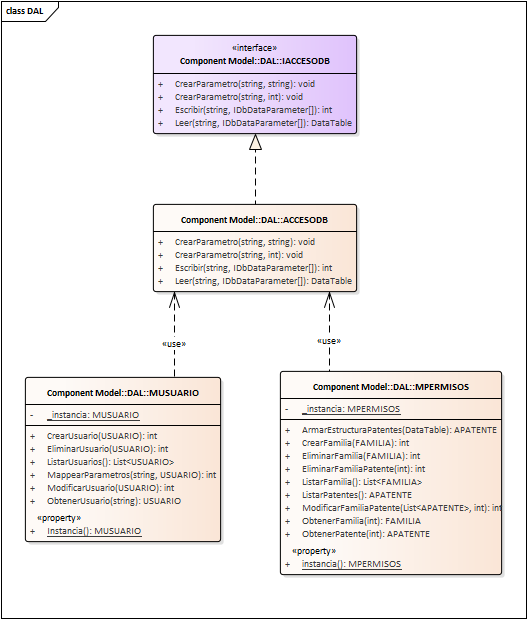 class DAL
«interface»
Component Model::DAL::IACCESODB
+ CrearParametro(string, string): void
+ CrearParametro(string, int): void
+ Escribir(string, IDbDataParameter[]): int
+ Leer(string, IDbDataParameter[]): DataTable
Component Model::DAL::ACCESODB
+ CrearParametro(string, string): void
+ CrearParametro(string, int): void
+ Escribir(string, IDbDataParameter[]): int
+ Leer(string, IDbDataParameter[]): DataTable
«use»
«use»
Component Model::DAL::MUSUARIO
- _instancia: MUSUARIO
+ CrearUsuario(USUARIO): int
+ EliminarUsuario(USUARIO): int
+ ListarUsuarios(): List<USUARIO>
+ MappearParametros(string, USUARIO): int
+ ModificarUsuario(USUARIO): int
+ ObtenerUsuario(string): USUARIO
«property»
+ Instancia(): MUSUARIO
Component Model::DAL::MPERMISOS
- _instancia: MPERMISOS
+ ArmarEstructuraPatentes(DataTable): APATENTE
+ CrearFamilia(FAMILIA): int
+ EliminarFamilia(FAMILIA): int
+ EliminarFamiliaPatente(int): int
+ ListarFamilia(): List<FAMILIA>
+ ListarPatentes(): APATENTE
+ ModificarFamiliaPatente(List<APATENTE>, int): int
+ ObtenerFamilia(int): FAMILIA
+ ObtenerPatente(int): APATENTE
«property»
+ instancia(): MPERMISOS